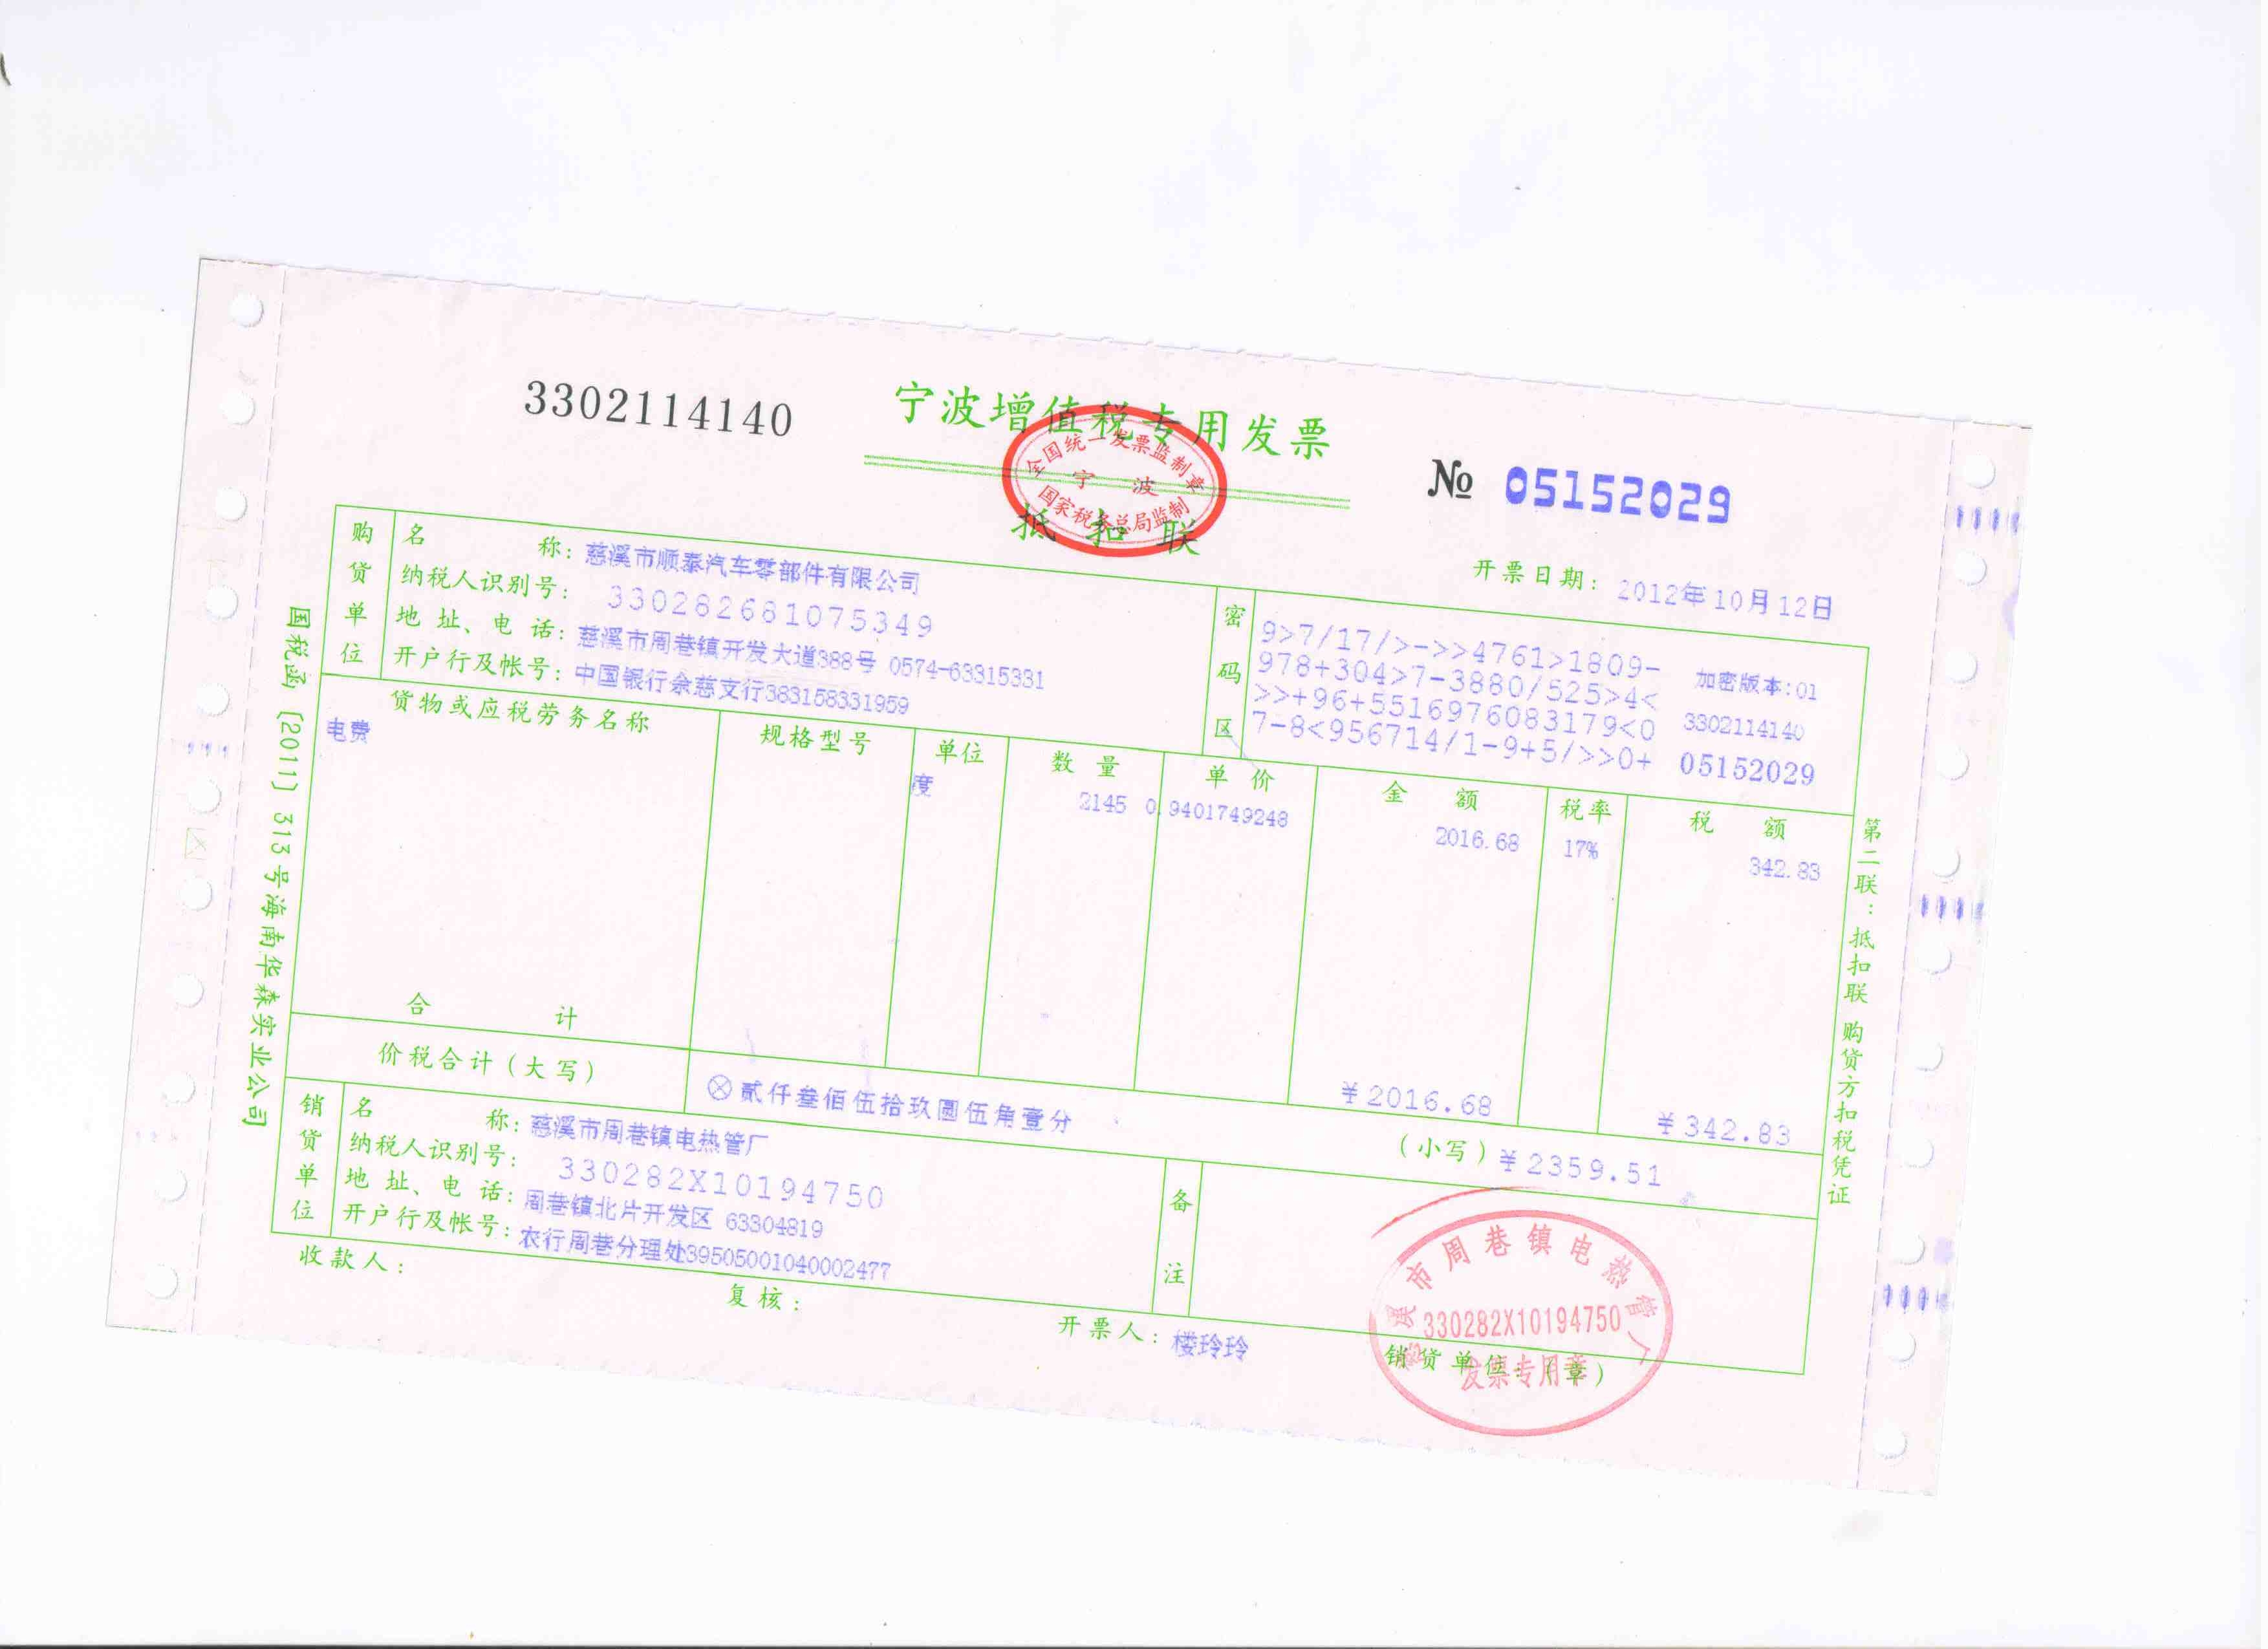 3302114140
宁波增值税专用发票
全国统一发票监制章
宁波
国家税务总局监制
抵扣联
№ 05152029
开票日期: 2012年10月12日
购货单位
名称: 慈溪市顺泰汽车零部件有限公司
纳税人识别号: 330282681075349
地址、电话: 慈溪市周巷镇开发大道388号 0574-63315331
开户行及帐号: 中国银行余慈支行383158331959
密码区
9>7/17/>->>4761>1809-
978+304>7-3880/525>4<
>>+96+5516976083179<0
7-8<956714/1-9+5/>>0+
加密版本:01
3302114140
05152029
货物或应税劳务名称 规格型号 单位 数量 单价 金额 税率 税额
电费 度 2145 0.9401749248 2016.68 17% 342.83
合计 ¥2016.68 ¥342.83
价税合计(大写) ⊗贰仟叁佰伍拾玖圆伍角壹分 (小写)¥2359.51
销货单位
名称: 慈溪市周巷镇电热管厂
纳税人识别号: 330282X10194750
地址、电话: 周巷镇北片开发区 63304819
开户行及帐号: 农行周巷分理处39505001040002477
备注
收款人:
复核:
开票人: 楼玲玲
销货单位:(章)
慈溪市周巷镇电热管厂
330282X10194750
发票专用章
国税函〔2011〕313号海南华森实业公司
第二联:抵扣联 购货方扣税凭证